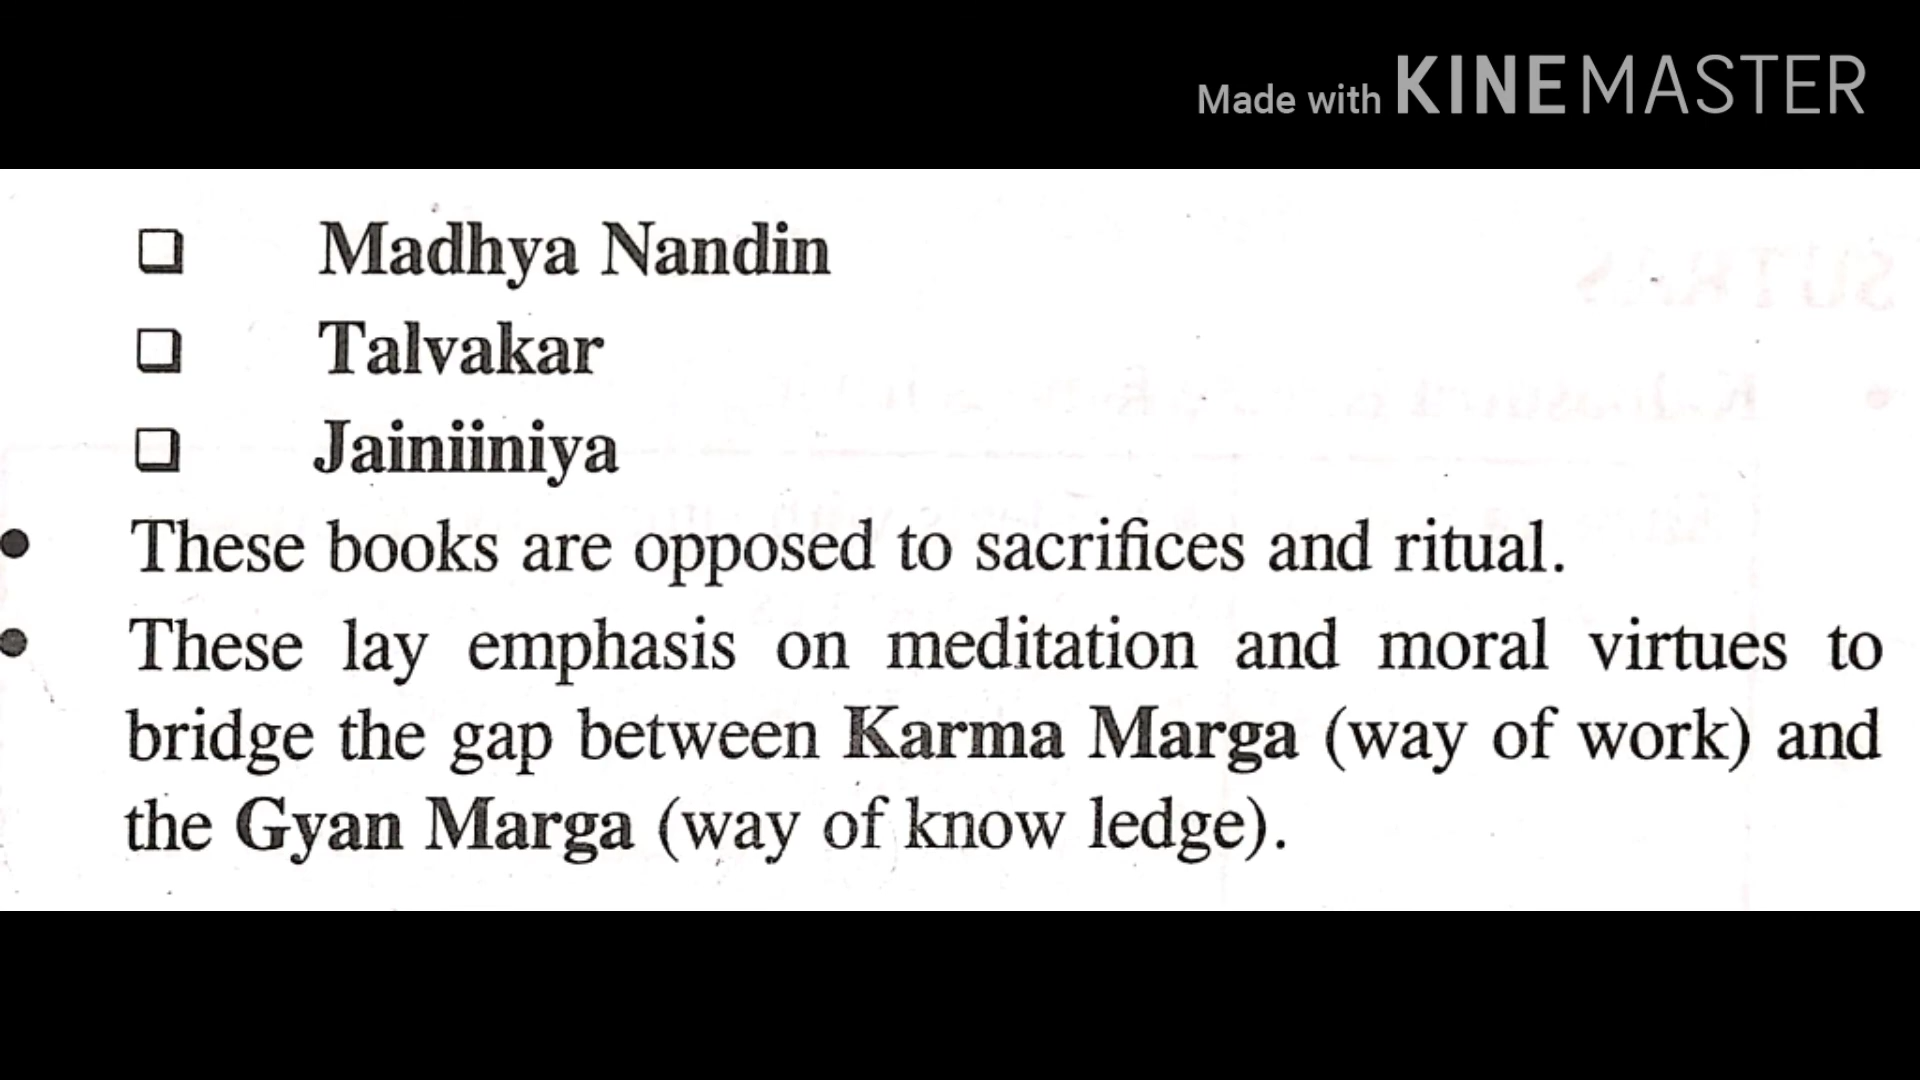 Made with KINEMASTER
Madhya Nandin
Talvakar
Jainiiniya
These books are opposed to sacrifices and ritual.
These lay emphasis on meditation and moral virtues to
bridge the gap between Karma Marga (way of work) and
the Gyan Marga (way of know ledge).
SUTRAS